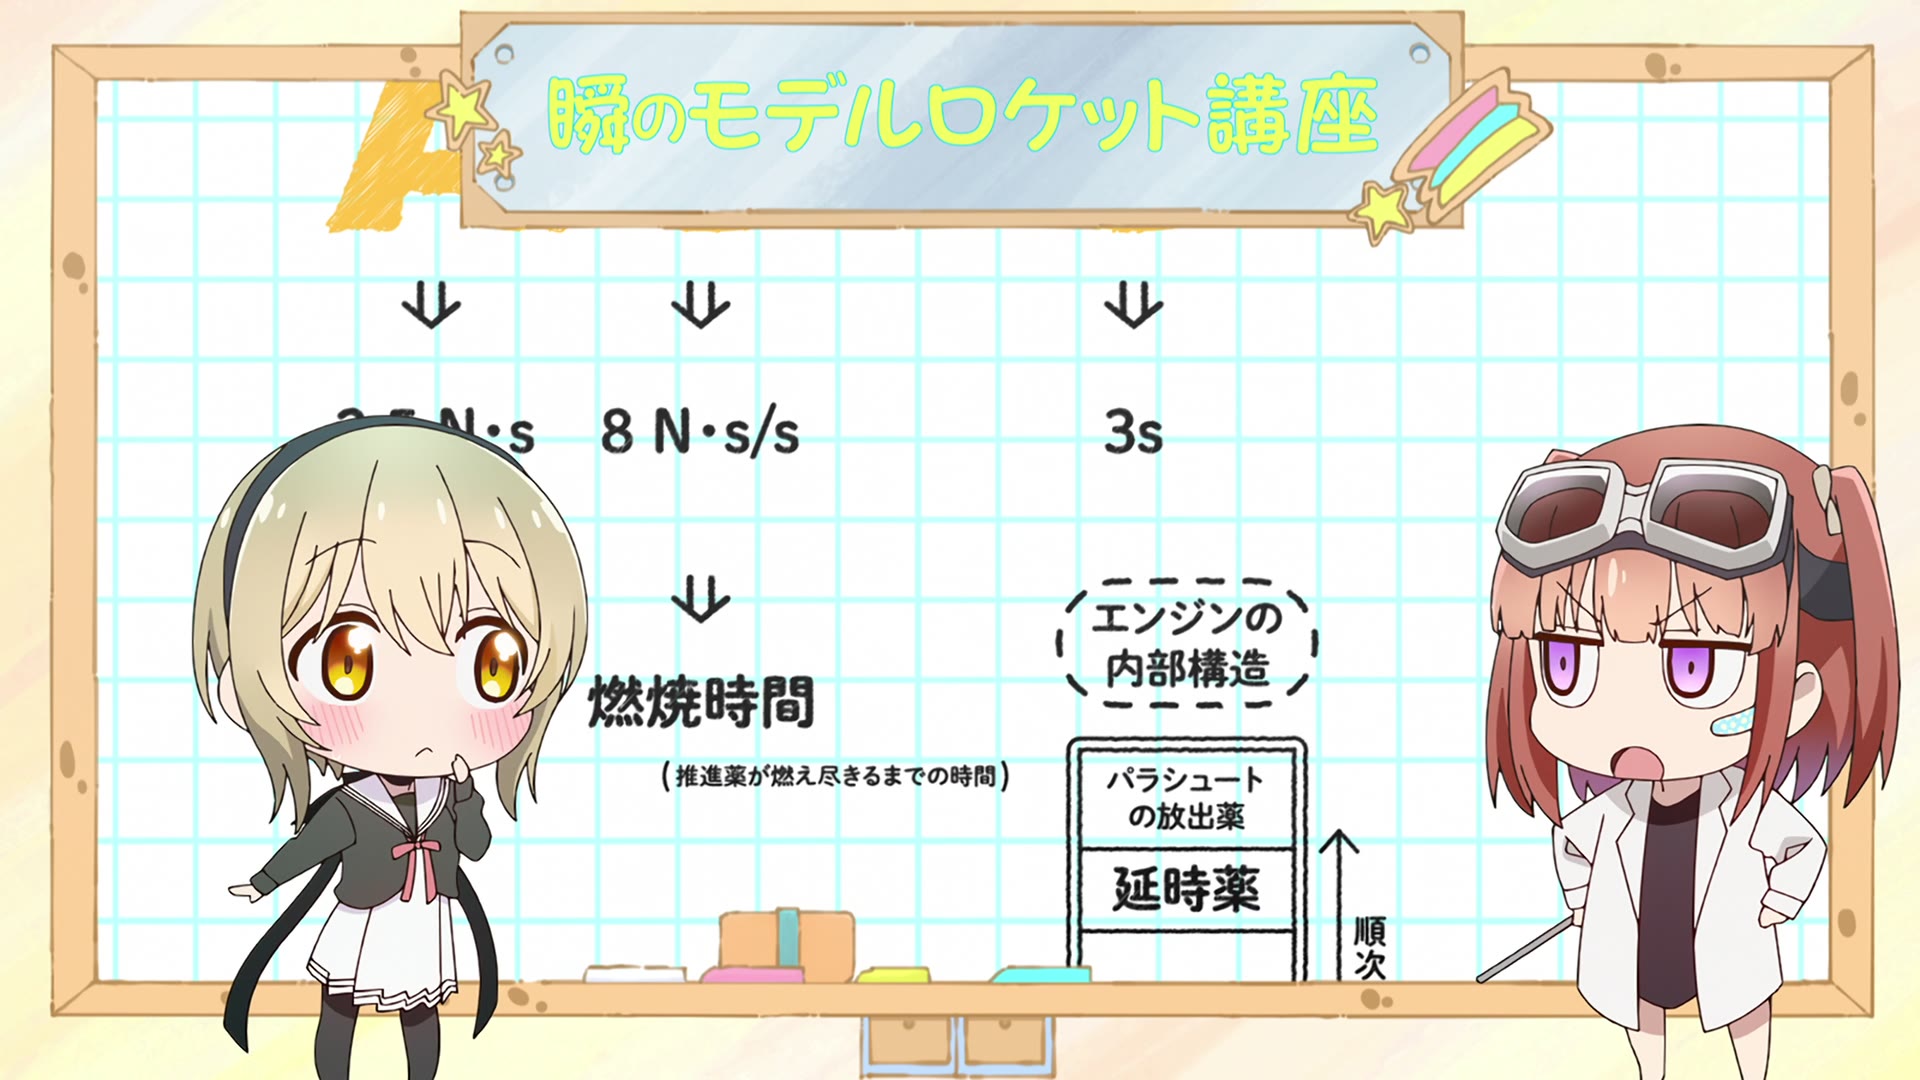 瞬のモデルロケット講座
A
N·s
8 N·s/s
3s
燃焼時間
(推進薬が燃え尽きるまでの時間)
エンジンの
内部構造
パラシュート
の放出薬
延時薬
順次